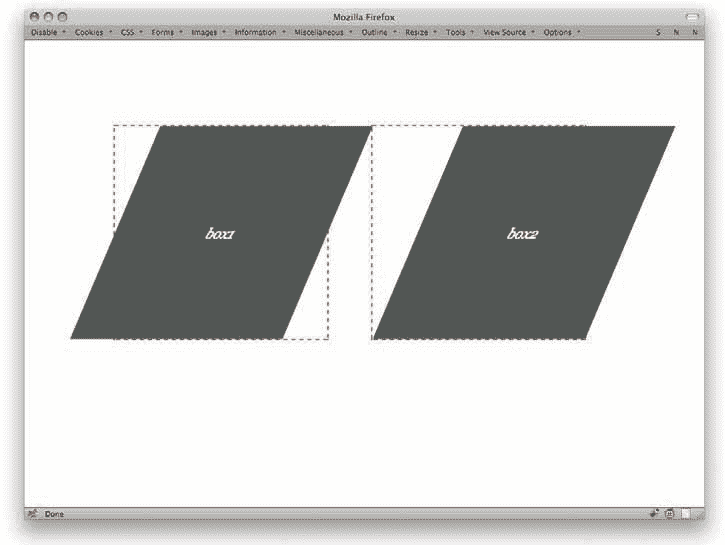 Mozilla Firefox
Disable Cookies CSS Forms Images Information Miscellaneous Outline Resize Tools View Source Options S N N
box1 box2
Done